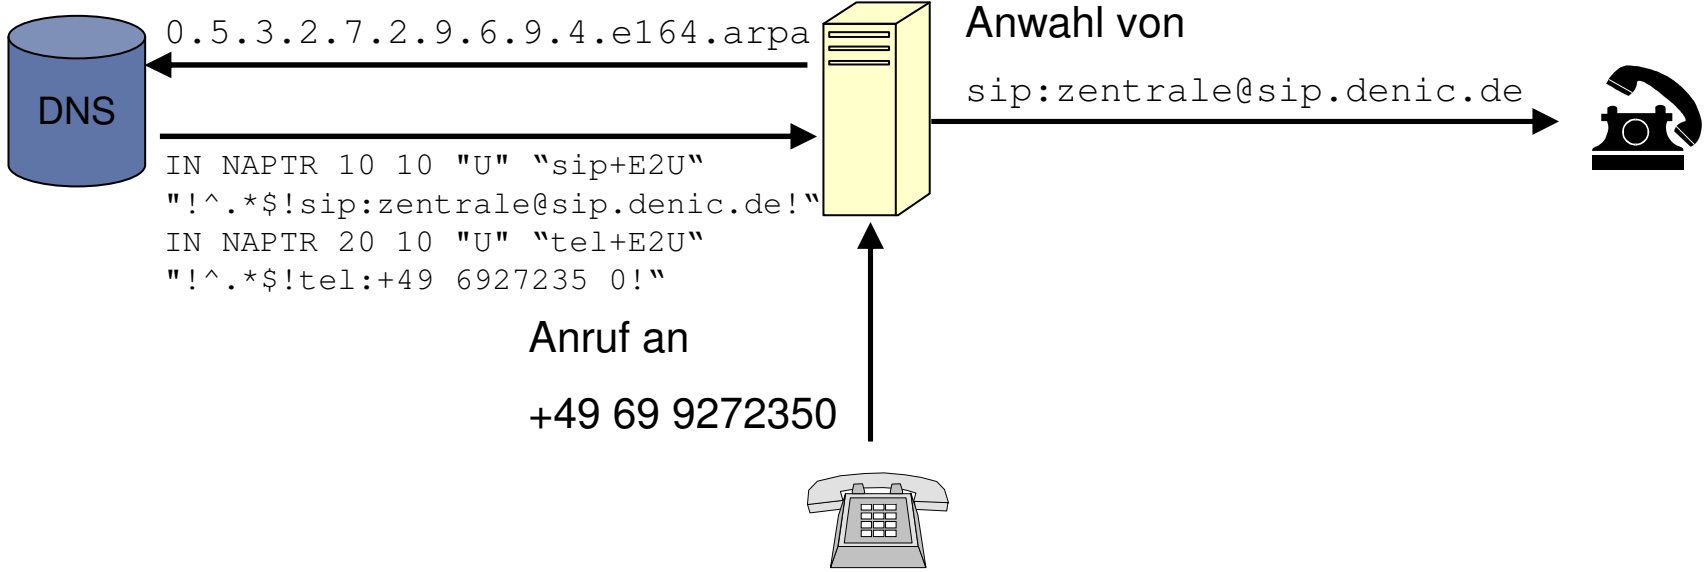 0.5.3.2.7.2.9.6.9.4.e164.arpa
DNS
IN NAPTR 10 10 "U" “sip+E2U“
"!^.*$!sip:zentrale@sip.denic.de!“
IN NAPTR 20 10 "U" “tel+E2U“
"!^.*$!tel:+49 6927235 0!“
Anwahl von
sip:zentrale@sip.denic.de
Anruf an
+49 69 9272350